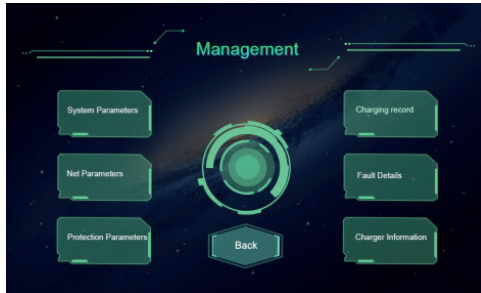 Management
System Parameters
Charging record
Net Parameters
Fault Details
Protection Parameters
Charger Information
Back